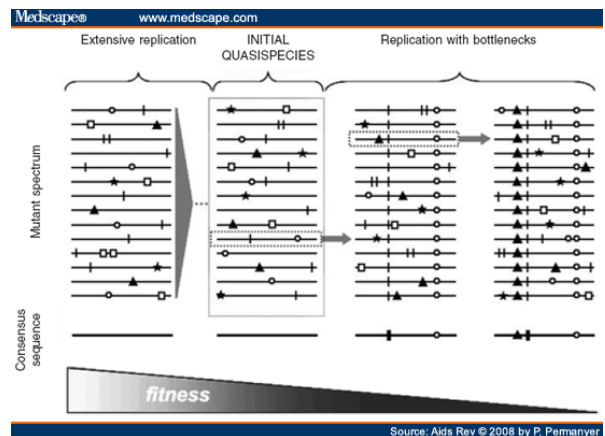 Medscape® www.medscape.com
Extensive replication
INITIAL
QUASISPECIES
Replication with bottlenecks
Mutant spectrum
Consensus
sequence
fitness
Source: Aids Rev © 2008 by P. Permanyer